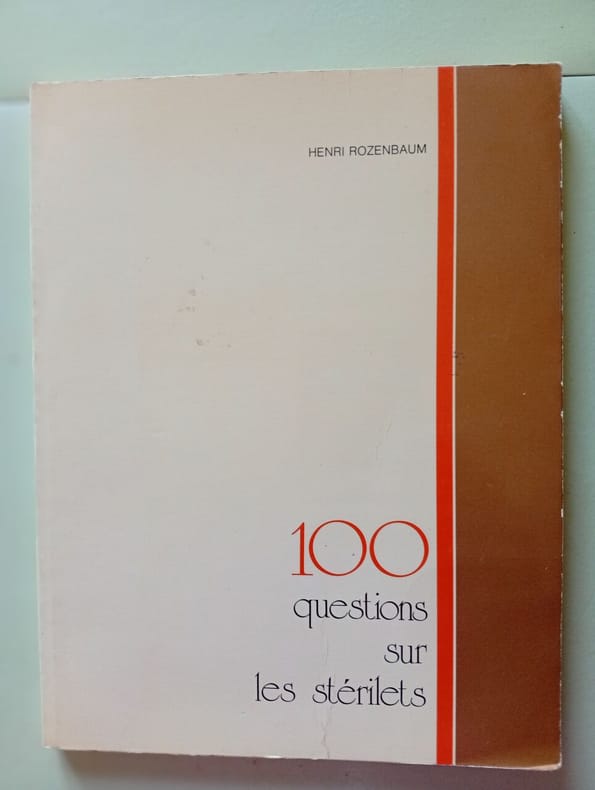 HENRI ROZENBAUM
100
questions
sur
les stérilets